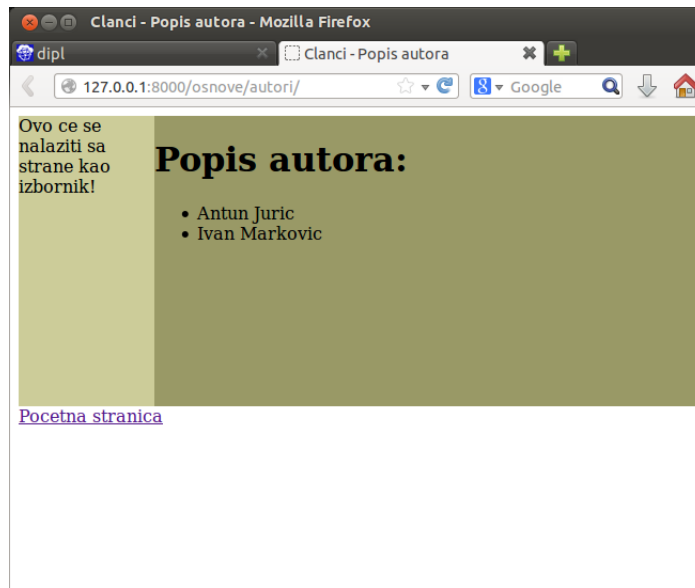 Clanci - Popis autora - Mozilla Firefox
dipl
Clanci - Popis autora
127.0.0.1:8000/osnove/autori/
8 Google
Ovo ce se
nalaziti sa
strane kao
izbornik!
Popis autora:
• Antun Juric
• Ivan Markovic
Pocetna stranica